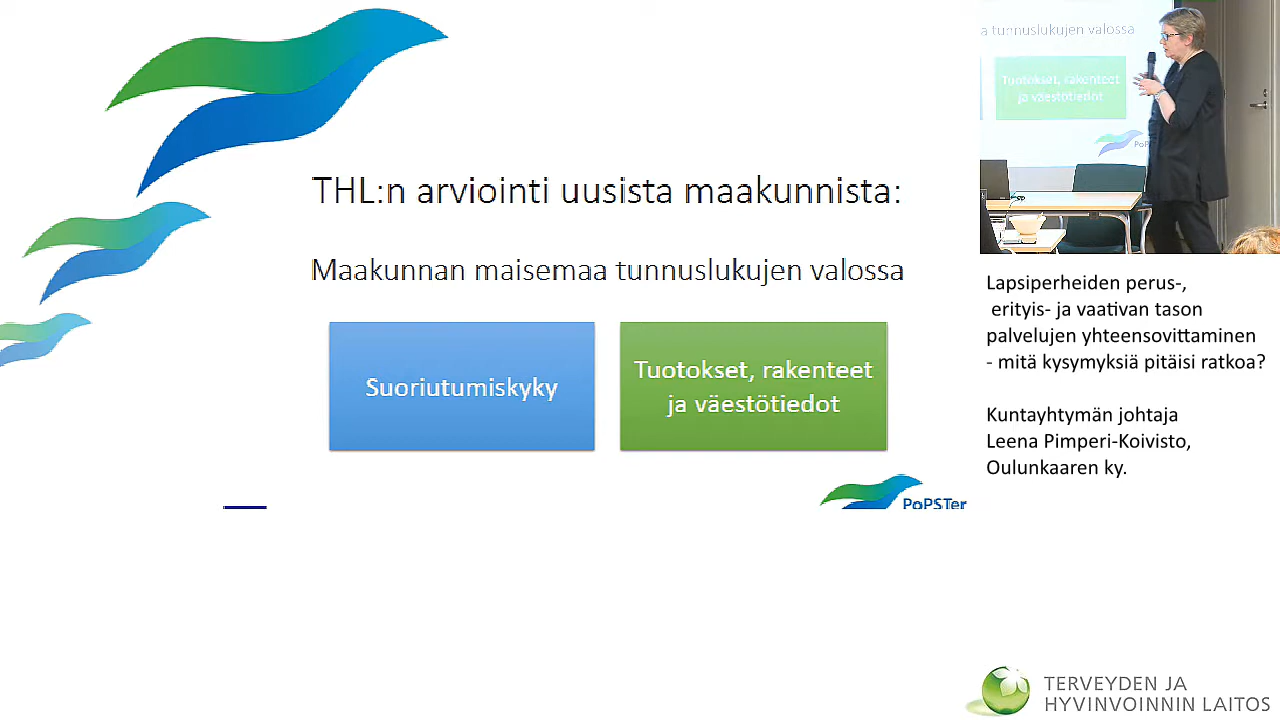 THL:n arviointi uusista maakunnista:
Maakunnan maisemaa tunnuslukujen valossa
Suoriutumiskyky
Tuotokset, rakenteet
ja väestötiedot
PoPSTer
a tunnuslukujen valossa
Tuotokset, rakenteet
ja väestötiedot
Lapsiperheiden perus-,
erityis- ja vaativan tason
palvelujen yhteensovittaminen
- mitä kysymyksiä pitäisi ratkoa?
Kuntayhtymän johtaja
Leena Pimperi-Koivisto,
Oulunkaaren ky.
TERVEYDEN JA
HYVINVOINNIN LAITOS